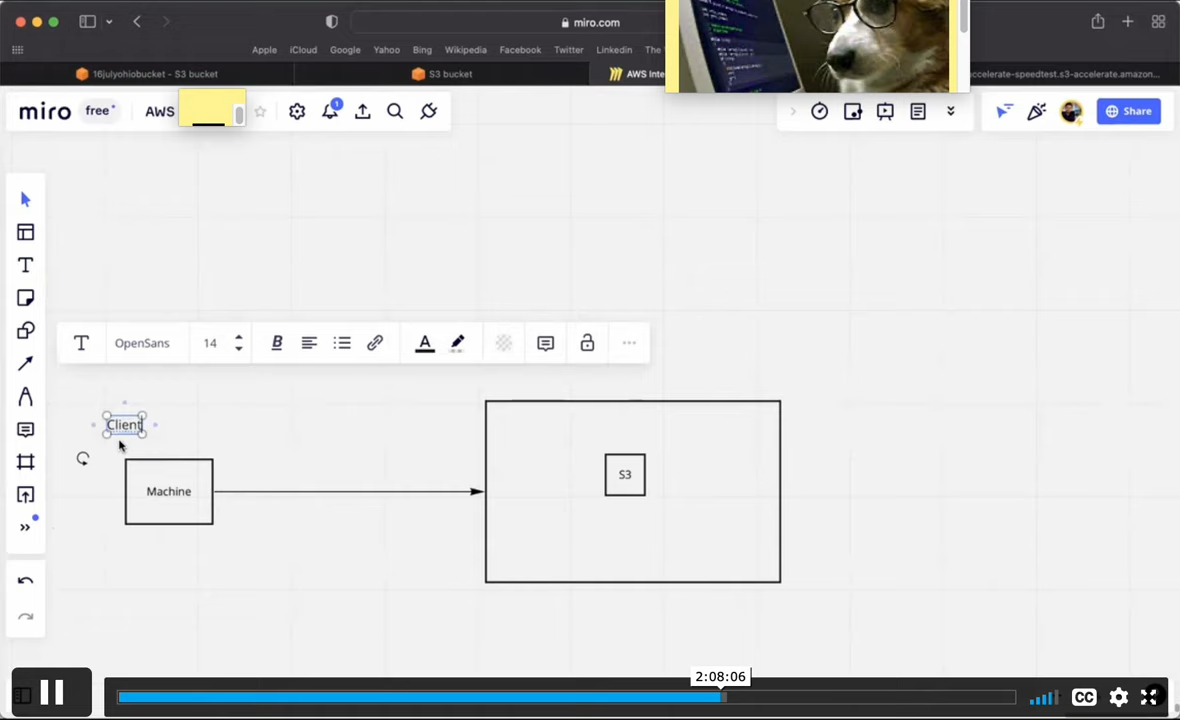 miro.com
Apple iCloud Google Yahoo Bing Wikipedia Facebook Twitter Linkedin The
16julyohiobucket - S3 bucket
S3 bucket
AWS Inte
accelerate-speedtest.s3-accelerate.amazon...
miro free AWS
1
Share
OpenSans 14 B A
Client
S3
Machine
2:08:06
CC